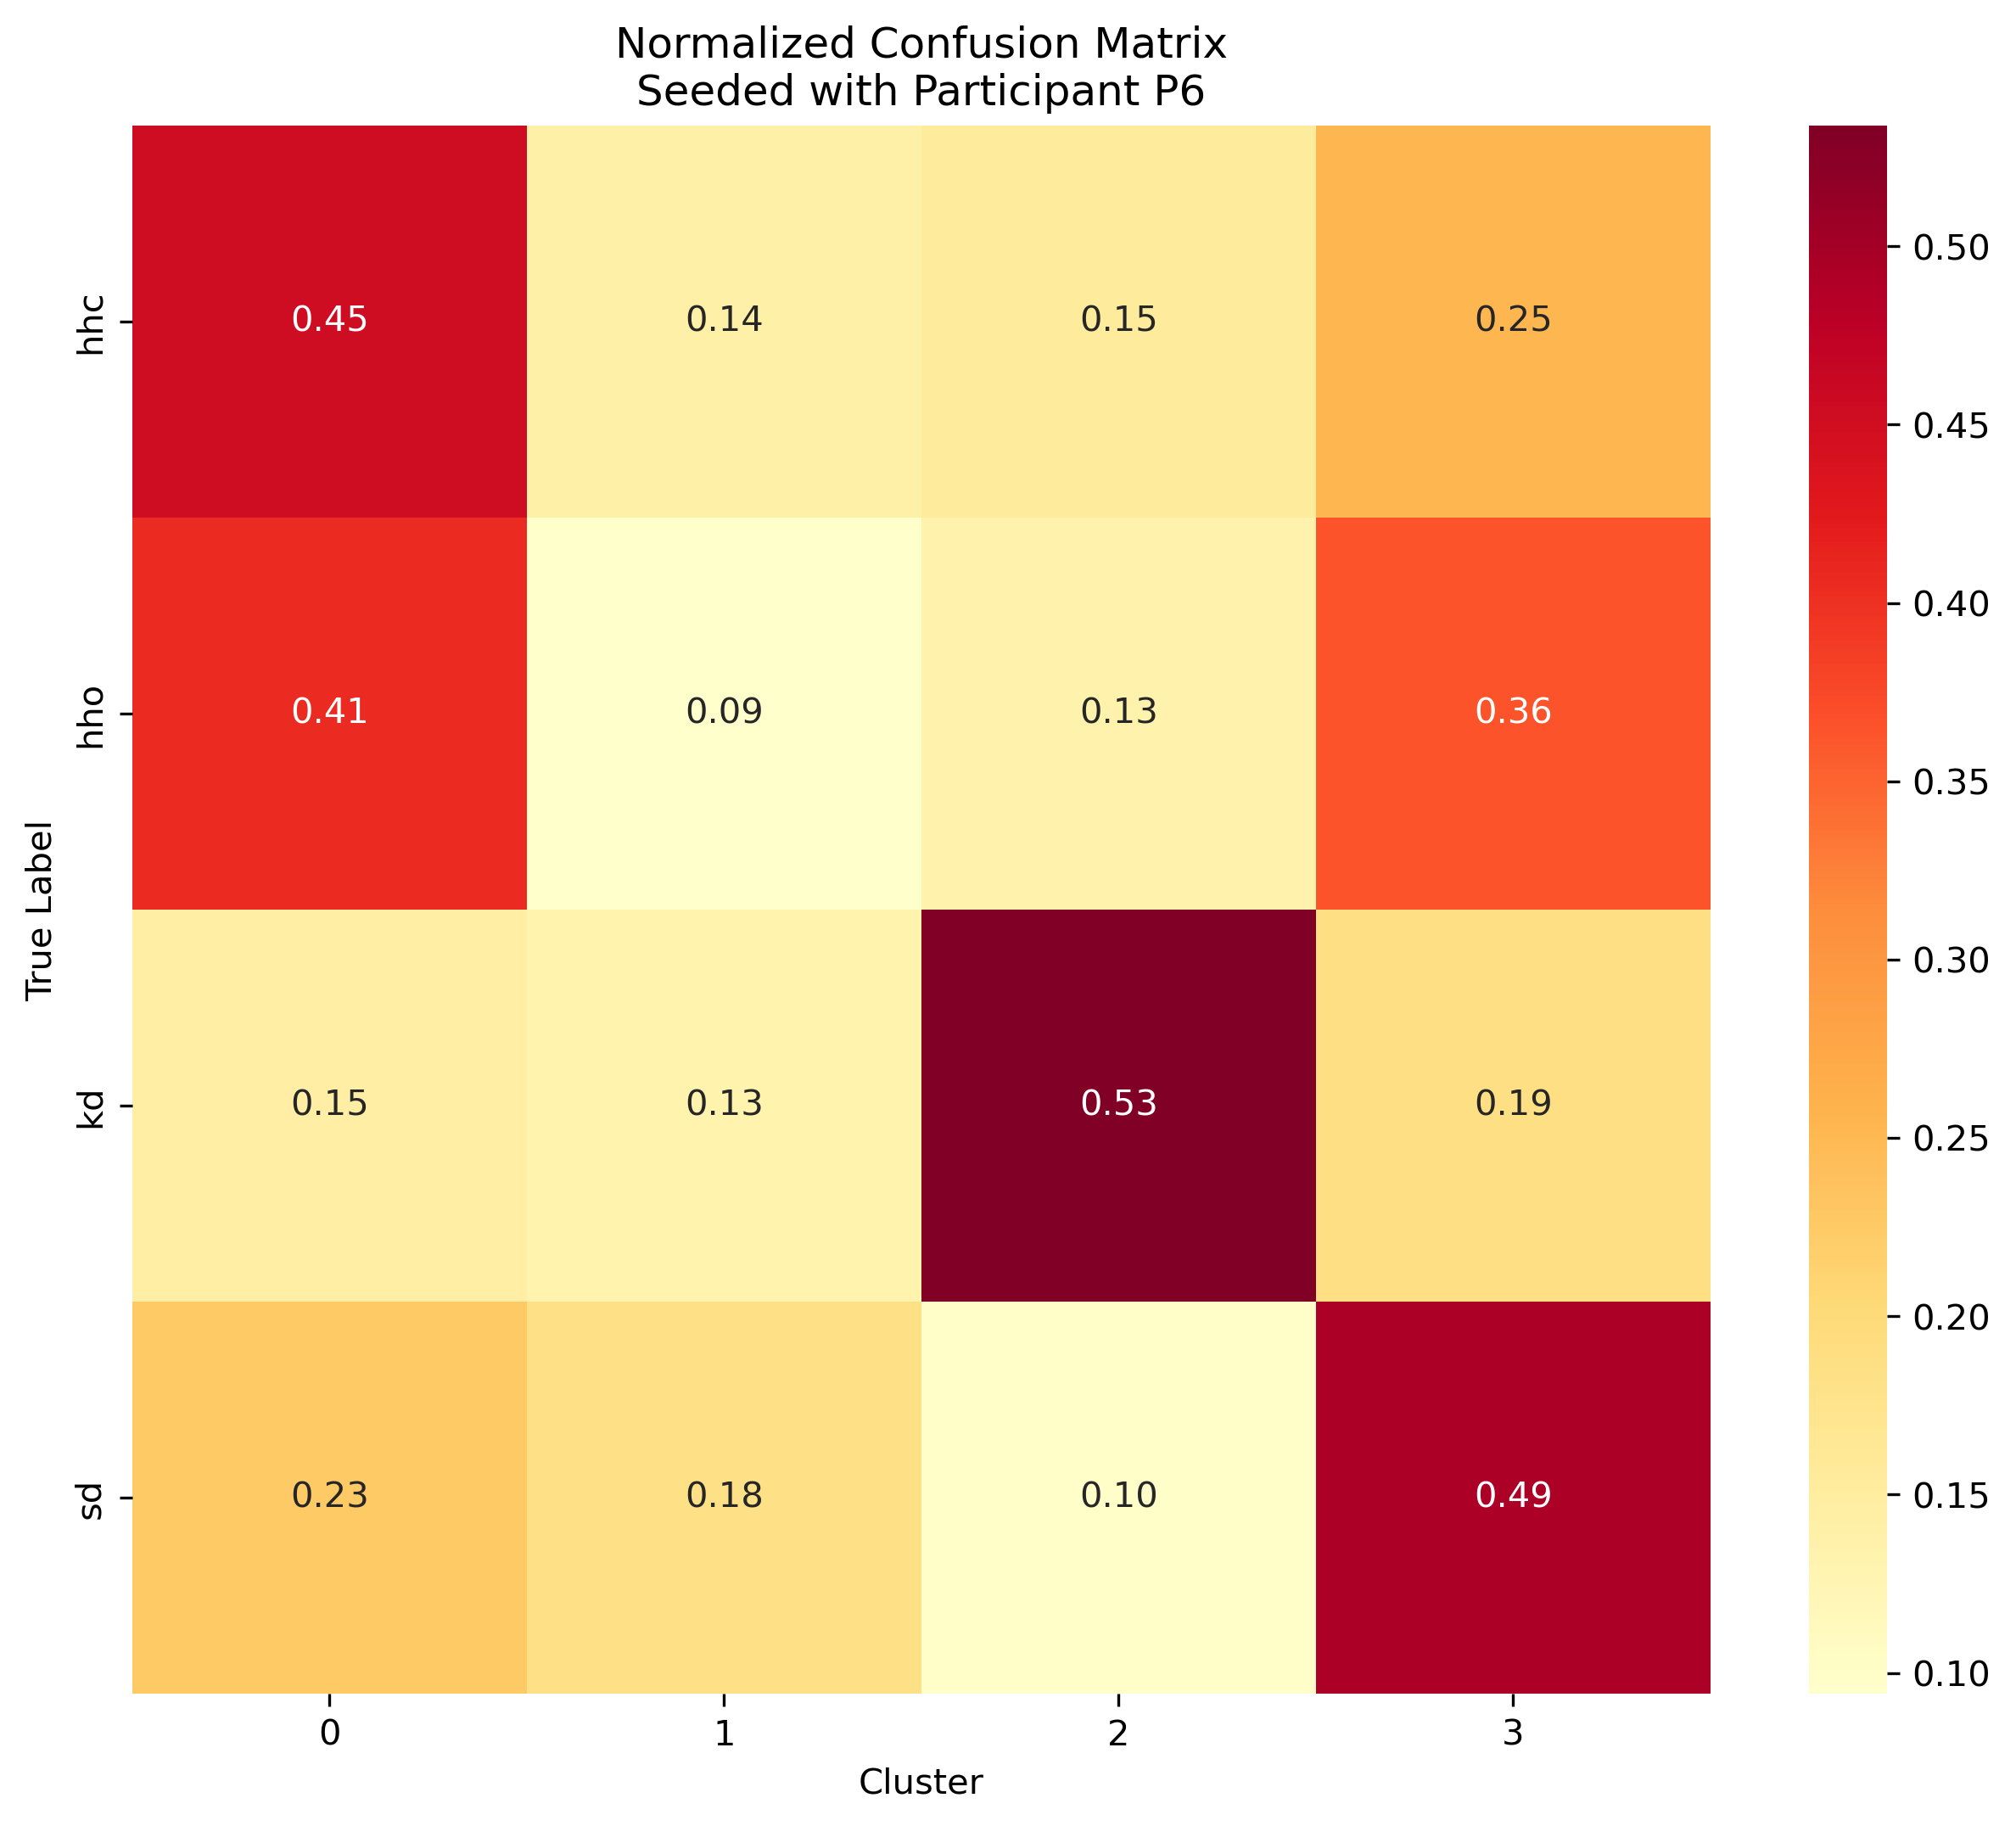 Normalized Confusion Matrix
Seeded with Participant P6
True Label
hhc
0.45 0.14 0.15 0.25
hho
0.41 0.09 0.13 0.36
kd
0.15 0.13 0.53 0.19
sd
0.23 0.18 0.10 0.49
0 1 2 3
Cluster
0.50
0.45
0.40
0.35
0.30
0.25
0.20
0.15
0.10